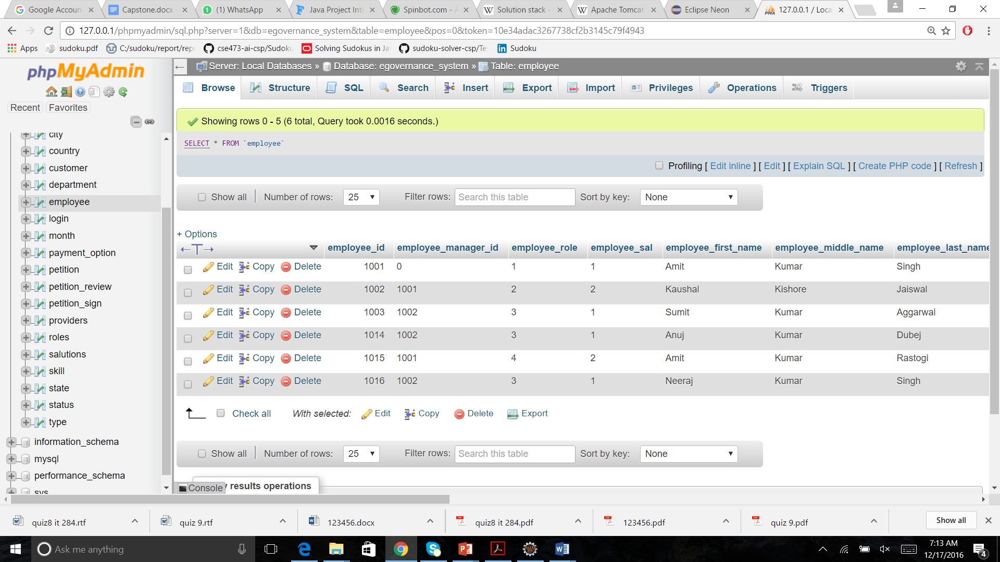 Google Accoun
Capstone.docx -
(1) WhatsApp
Java Project Inte
Spinbot.com - A
Solution stack -
Apache Tomcat
Eclipse Neon
127.0.0.1 / Loca
127.0.0.1/phpmyadmin/sql.php?server=1&db=egovernance_system&table=employee&pos=0&token=10e34adac3267738cf2b3145c79f4943
Apps sudoku.pdf C:/sudoku/report/rep cse473-ai-csp/Sudoku Solving Sudokus in Ja sudoku-solver-csp/Te Sudoku
phpMyAdmin
Recent Favorites
city
country
customer
department
employee
login
month
payment_option
petition
petition_review
petition_sign
providers
roles
salutions
skill
state
status
type
information_schema
mysql
performance_schema
sys
Server: Local Databases » Database: egovernance_system » Table: employee
Browse Structure SQL Search Insert Export Import Privileges Operations Triggers
Showing rows 0 - 5 (6 total, Query took 0.0016 seconds.)
SELECT * FROM `employee`
Profiling [ Edit inline ] [ Edit ] [ Explain SQL ] [ Create PHP code ] [ Refresh ]
Show all Number of rows: 25 Filter rows: Search this table Sort by key: None
+ Options
employee_id employee_manager_id employee_role employee_sal employee_first_name employee_middle_name employee_last_name
Edit Copy Delete 1001 0 1 1 Amit Kumar Singh
Edit Copy Delete 1002 1001 2 2 Kaushal Kishore Jaiswal
Edit Copy Delete 1003 1002 3 1 Sumit Kumar Aggarwal
Edit Copy Delete 1014 1002 3 1 Anuj Kumar Dubej
Edit Copy Delete 1015 1001 4 2 Amit Kumar Rastogi
Edit Copy Delete 1016 1002 3 1 Neeraj Kumar Singh
Check all With selected: Edit Copy Delete Export
Show all Number of rows: 25 Filter rows: Search this table Sort by key: None
Console
results operations
quiz8 it 284.rtf
quiz 9.rtf
123456.docx
quiz8 it 284.pdf
123456.pdf
quiz 9.pdf
Show all
Ask me anything
7:13 AM
12/17/2016
4